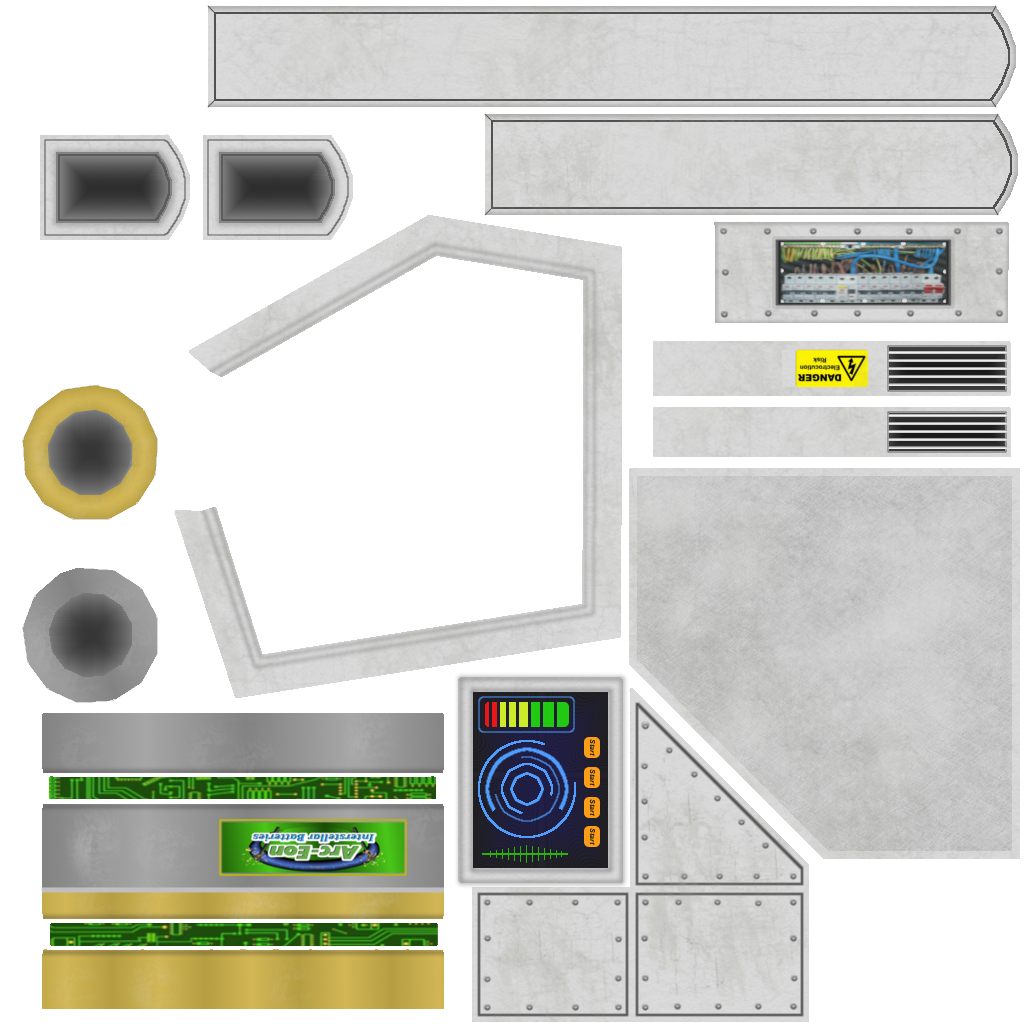 DANGER
Electrocution
Risk
Start
Start
Start
Start
Arc-Eon
Interstellar Batteries